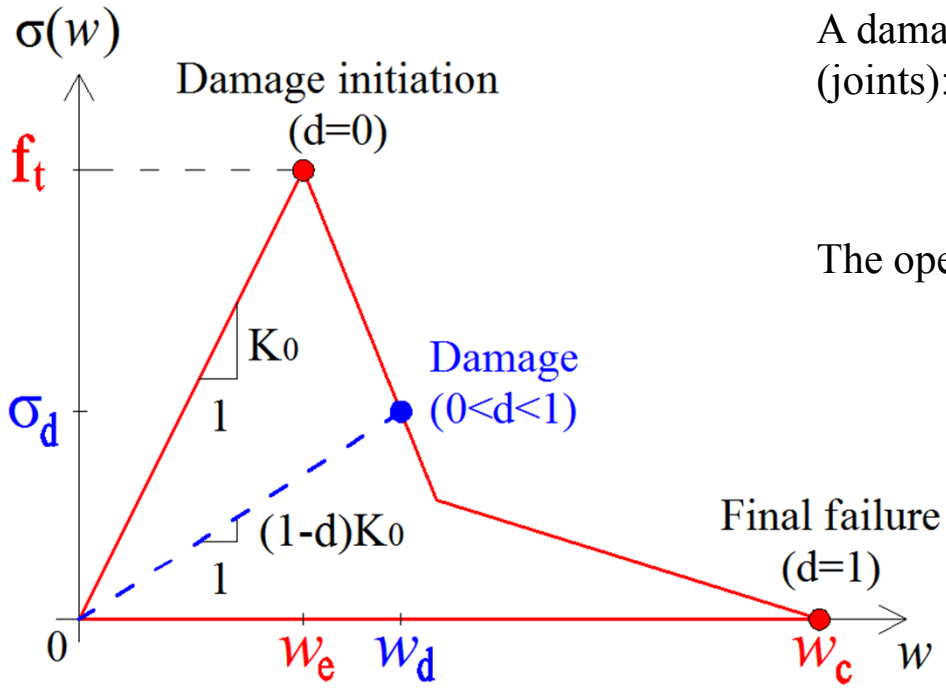 σ(w)
A dama
(joints):
Damage initiation
(d=0)
f_t
The ope
K₀
1
Damage
(0<d<1)
σ_d
(1-d)K₀
1
Final failure
(d=1)
0
w_e
w_d
w_c
w